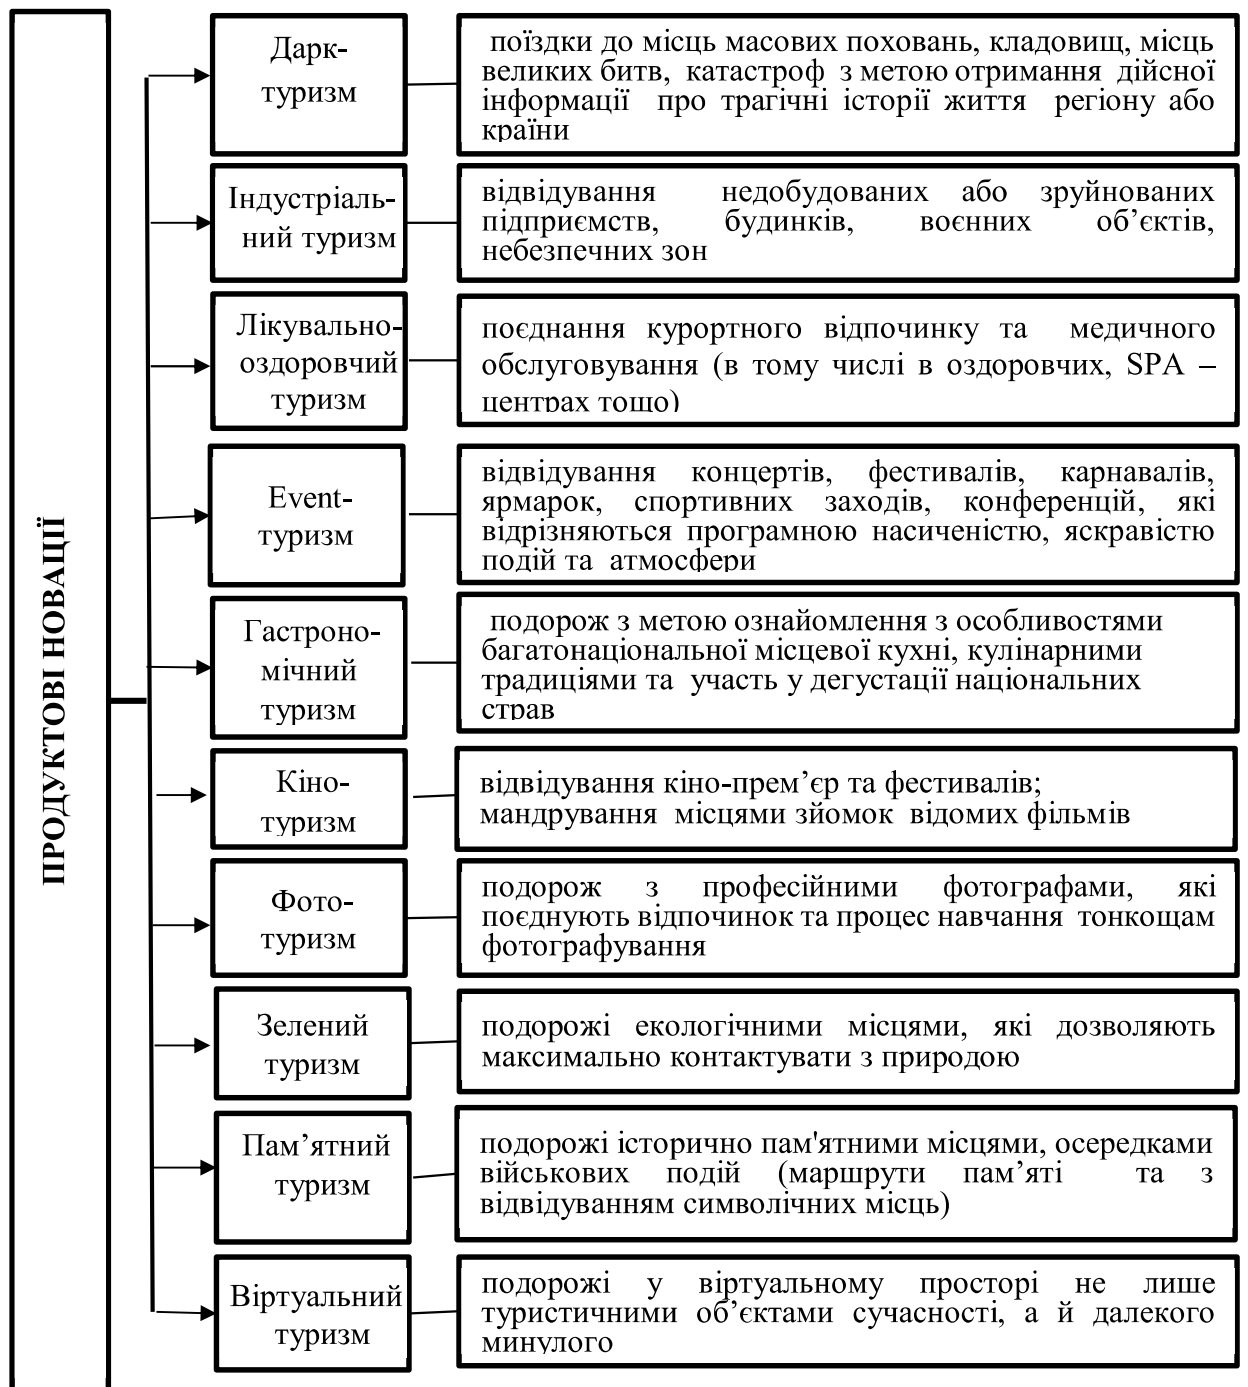 ПРОДУКТОВІ НОВАЦІЇ
Дарк-
туризм
поїздки до місць масових поховань, кладовищ, місць
великих битв, катастроф з метою отримання дійсної
інформації про трагічні історії життя регіону або
країни
Індустріаль-
ний туризм
відвідування недобудованих або зруйнованих
підприємств, будинків, воєнних об’єктів,
небезпечних зон
Лікувально-
оздоровчий
туризм
поєднання курортного відпочинку та медичного
обслуговування (в тому числі в оздоровчих, SPA –
центрах тощо)
Event-
туризм
відвідування концертів, фестивалів, карнавалів,
ярмарок, спортивних заходів, конференцій, які
відрізняються програмною насиченістю, яскравістю
подій та атмосфери
Гастроно-
мічний
туризм
подорож з метою ознайомлення з особливостями
багатонаціональної місцевої кухні, кулінарними
традиціями та участь у дегустації національних
страв
Кіно-
туризм
відвідування кіно-прем’єр та фестивалів;
мандрування місцями зйомок відомих фільмів
Фото-
туризм
подорож з професійними фотографами, які
поєднують відпочинок та процес навчання тонкощам
фотографування
Зелений
туризм
подорожі екологічними місцями, які дозволяють
максимально контактувати з природою
Пам’ятний
туризм
подорожі історично пам'ятними місцями, осередками
військових подій (маршрути пам’яті та з
відвідуванням символічних місць)
Віртуальний
туризм
подорожі у віртуальному просторі не лише
туристичними об’єктами сучасності, а й далекого
минулого